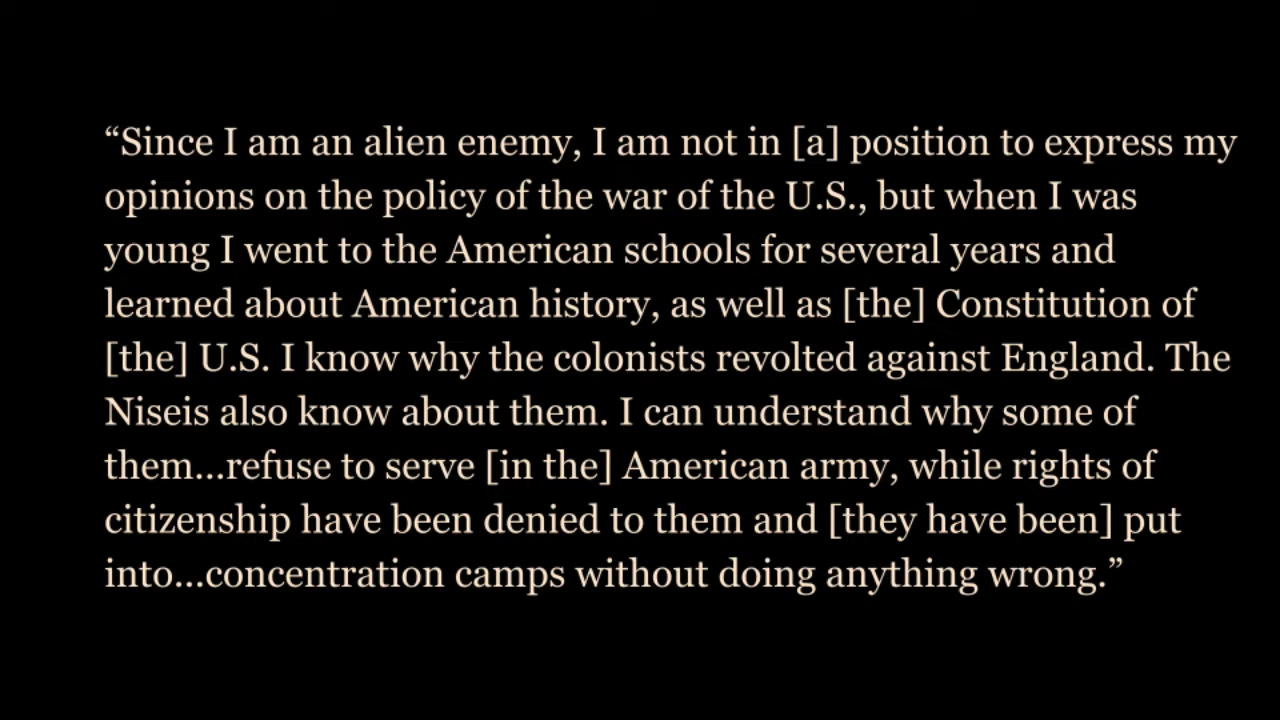 “Since I am an alien enemy, I am not in [a] position to express my
opinions on the policy of the war of the U.S., but when I was
young I went to the American schools for several years and
learned about American history, as well as [the] Constitution of
[the] U.S. I know why the colonists revolted against England. The
Niseis also know about them. I can understand why some of
them...refuse to serve [in the] American army, while rights of
citizenship have been denied to them and [they have been] put
into...concentration camps without doing anything wrong.”